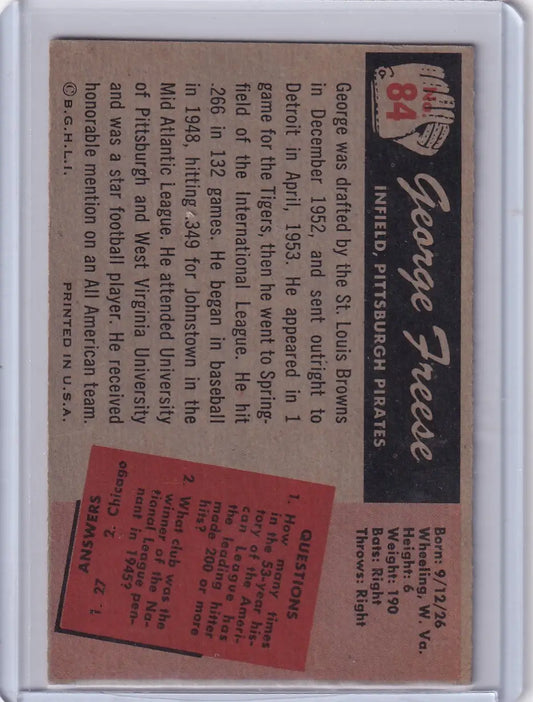 No.
84
George Freese
INFIELD, PITTSBURGH PIRATES
Born: 9/12/26
Wheeling, W. Va.
Height: 6
Weight: 190
Bats: Right
Throws: Right
George was drafted by the St. Louis Browns
in December 1952, and sent outright to
Detroit in April, 1953. He appeared in 1
game for the Tigers, then he went to Spring-
field of the International League. He hit
.266 in 132 games. He began in baseball
in 1948, hitting .349 for Johnstown in the
Mid Atlantic League. He attended University
of Pittsburgh and West Virginia University
and was a star football player. He received
honorable mention on an All American team.
©B.G.H.L.I.
PRINTED IN U.S.A.
QUESTIONS
1. How many times
in the 53-year his-
tory of the Ameri-
can League has
the leading hitter
made 200 or more
hits?
2. What club was the
winner of the Na-
tional League pen-
nant in 1945?
ANSWERS
1. 27 2. Chicago